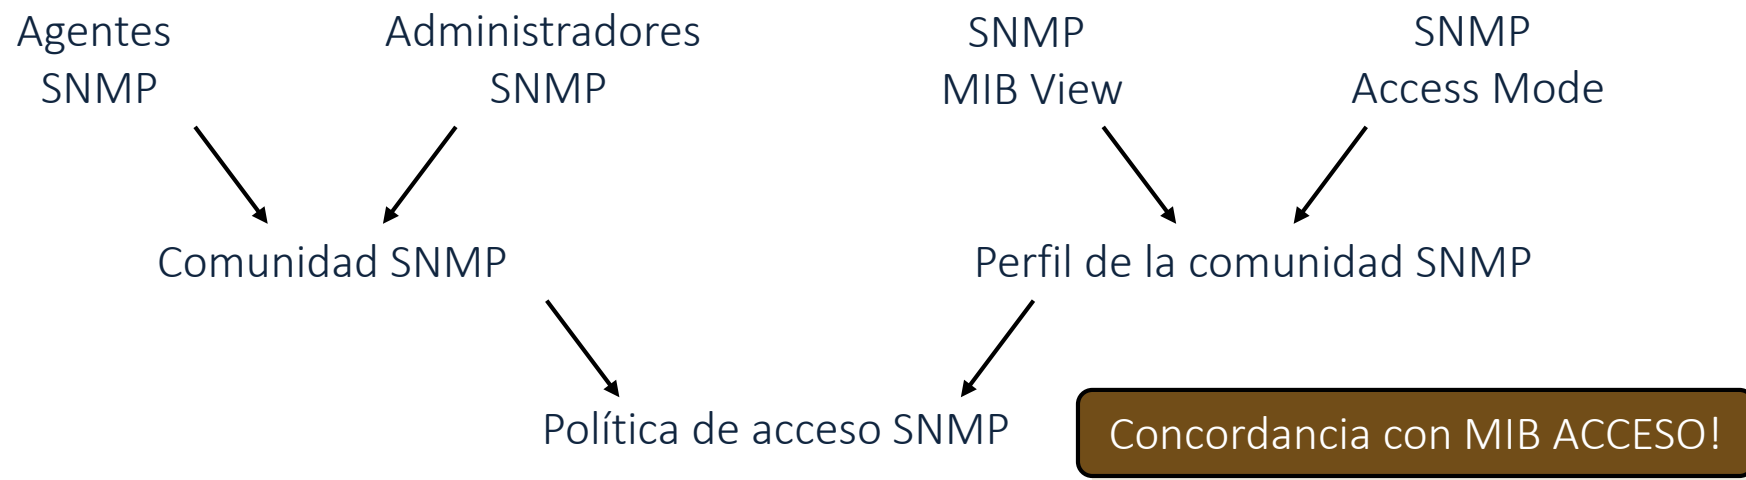 Agentes
SNMP
Administradores
SNMP
SNMP
MIB View
SNMP
Access Mode
Comunidad SNMP
Perfil de la comunidad SNMP
Política de acceso SNMP
Concordancia con MIB ACCESO!